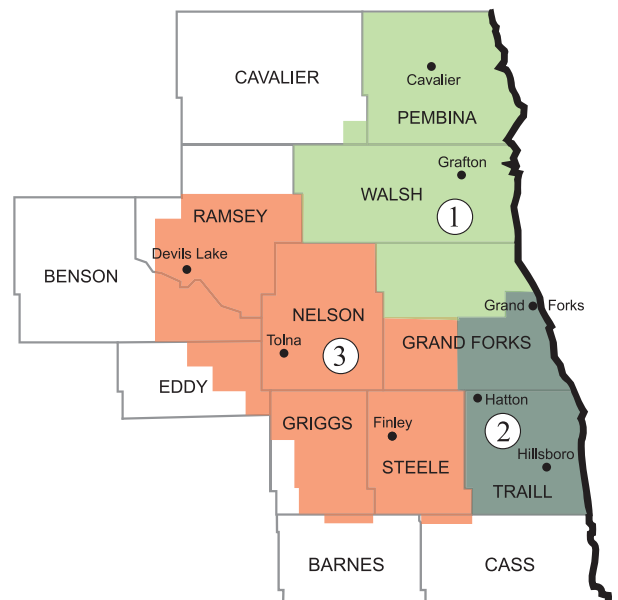 CAVALIER
Cavalier
PEMBINA
Grafton
WALSH
1
RAMSEY
Devils Lake
BENSON
Grand Forks
NELSON
GRAND FORKS
Tolna
3
EDDY
Hatton
GRIGGS
Finley
2
Hillsboro
STEELE
TRAILL
BARNES
CASS